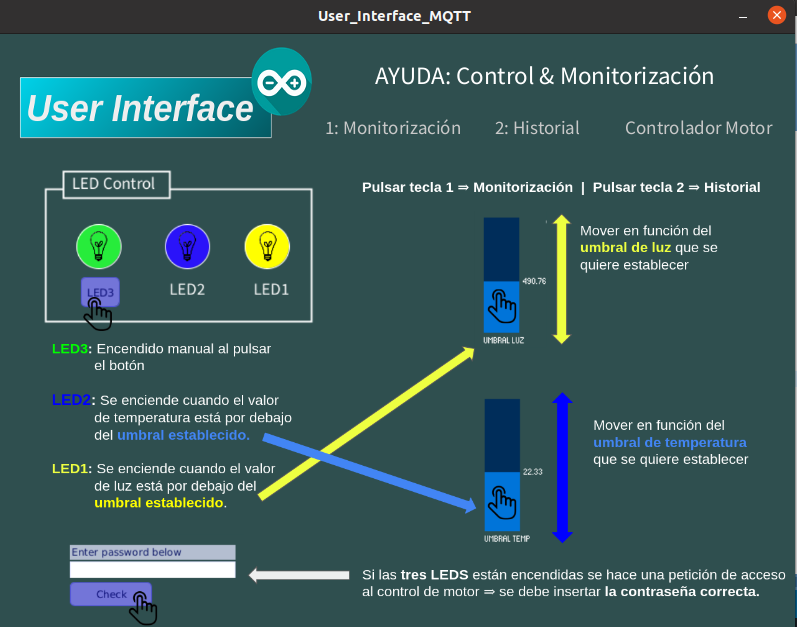 User_Interface_MQTT
User Interface
AYUDA: Control & Monitorización
1: Monitorización 2: Historial Controlador Motor
LED Control
LED3
LED2
LED1
Pulsar tecla 1 ⇒ Monitorización | Pulsar tecla 2 ⇒ Historial
490.76
UMBRAL LUZ
Mover en función del
umbral de luz que se
quiere establecer
LED3: Encendido manual al pulsar
el botón
LED2: Se enciende cuando el valor
de temperatura está por debajo
del umbral establecido.
LED1: Se enciende cuando el valor
de luz está por debajo del
umbral establecido.
22.33
UMBRAL TEMP
Mover en función del
umbral de temperatura
que se quiere establecer
Enter password below
Check
Si las tres LEDS están encendidas se hace una petición de acceso
al control de motor ⇒ se debe insertar la contraseña correcta.